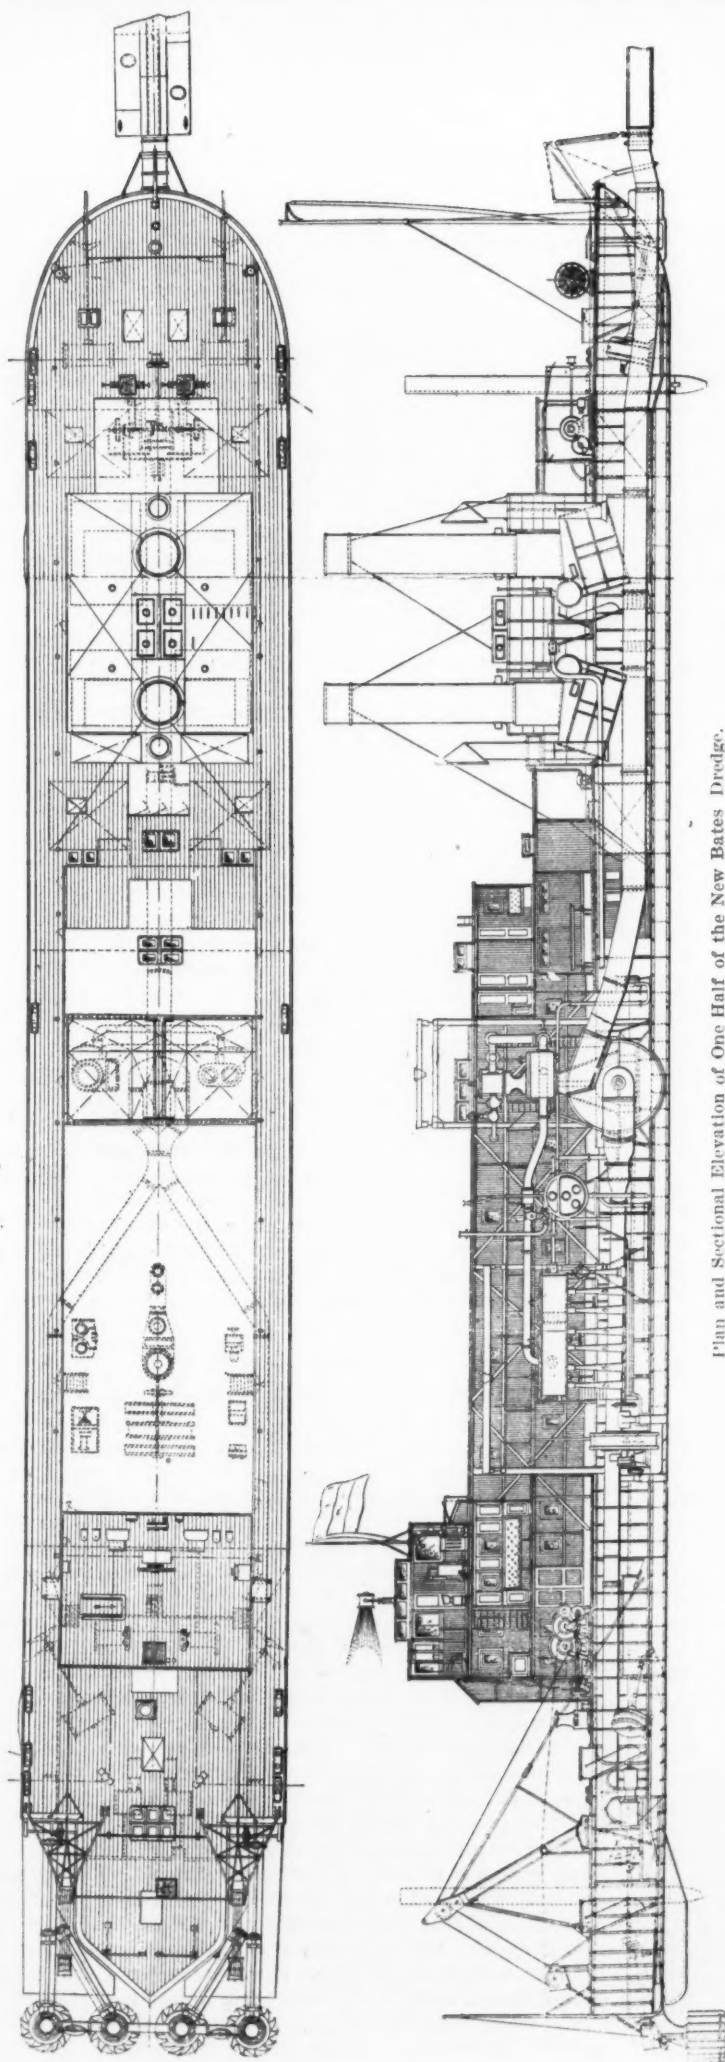 Plan and Sectional Elevation of One Half of the New Bates Dredge.